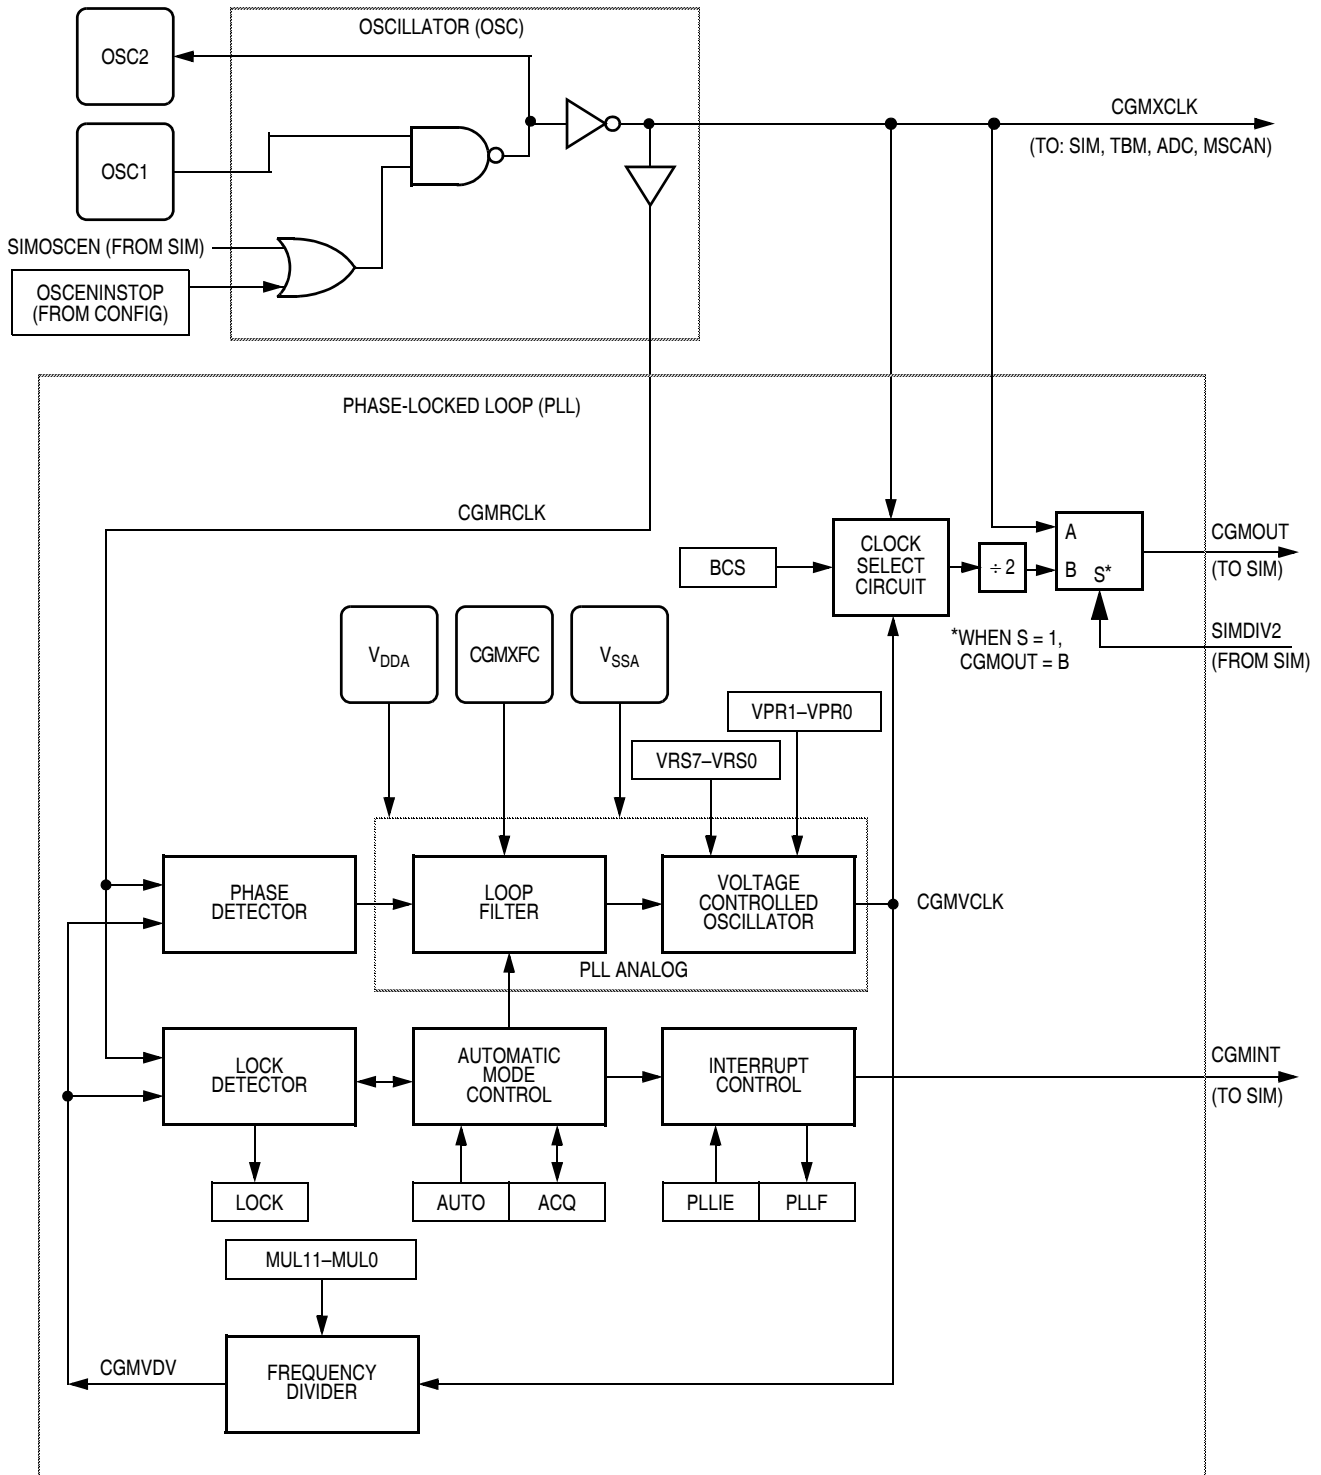 OSCILLATOR (OSC)
OSC2
OSC1
CGMXCLK
(TO: SIM, TBM, ADC, MSCAN)
SIMOSCEN (FROM SIM)
OSCENINSTOP
(FROM CONFIG)
PHASE-LOCKED LOOP (PLL)
CGMRCLK
BCS
CLOCK
SELECT
CIRCUIT
÷ 2
A
B
S*
CGMOUT
(TO SIM)
*WHEN S = 1,
CGMOUT = B
SIMDIV2
(FROM SIM)
VDDA
CGMXFC
VSSA
VPR1–VPR0
VRS7–VRS0
PHASE
DETECTOR
LOOP
FILTER
VOLTAGE
CONTROLLED
OSCILLATOR
CGMVCLK
PLL ANALOG
LOCK
DETECTOR
AUTOMATIC
MODE
CONTROL
INTERRUPT
CONTROL
CGMINT
(TO SIM)
LOCK
AUTO
ACQ
PLLIE
PLLF
MUL11–MUL0
CGMVDV
FREQUENCY
DIVIDER